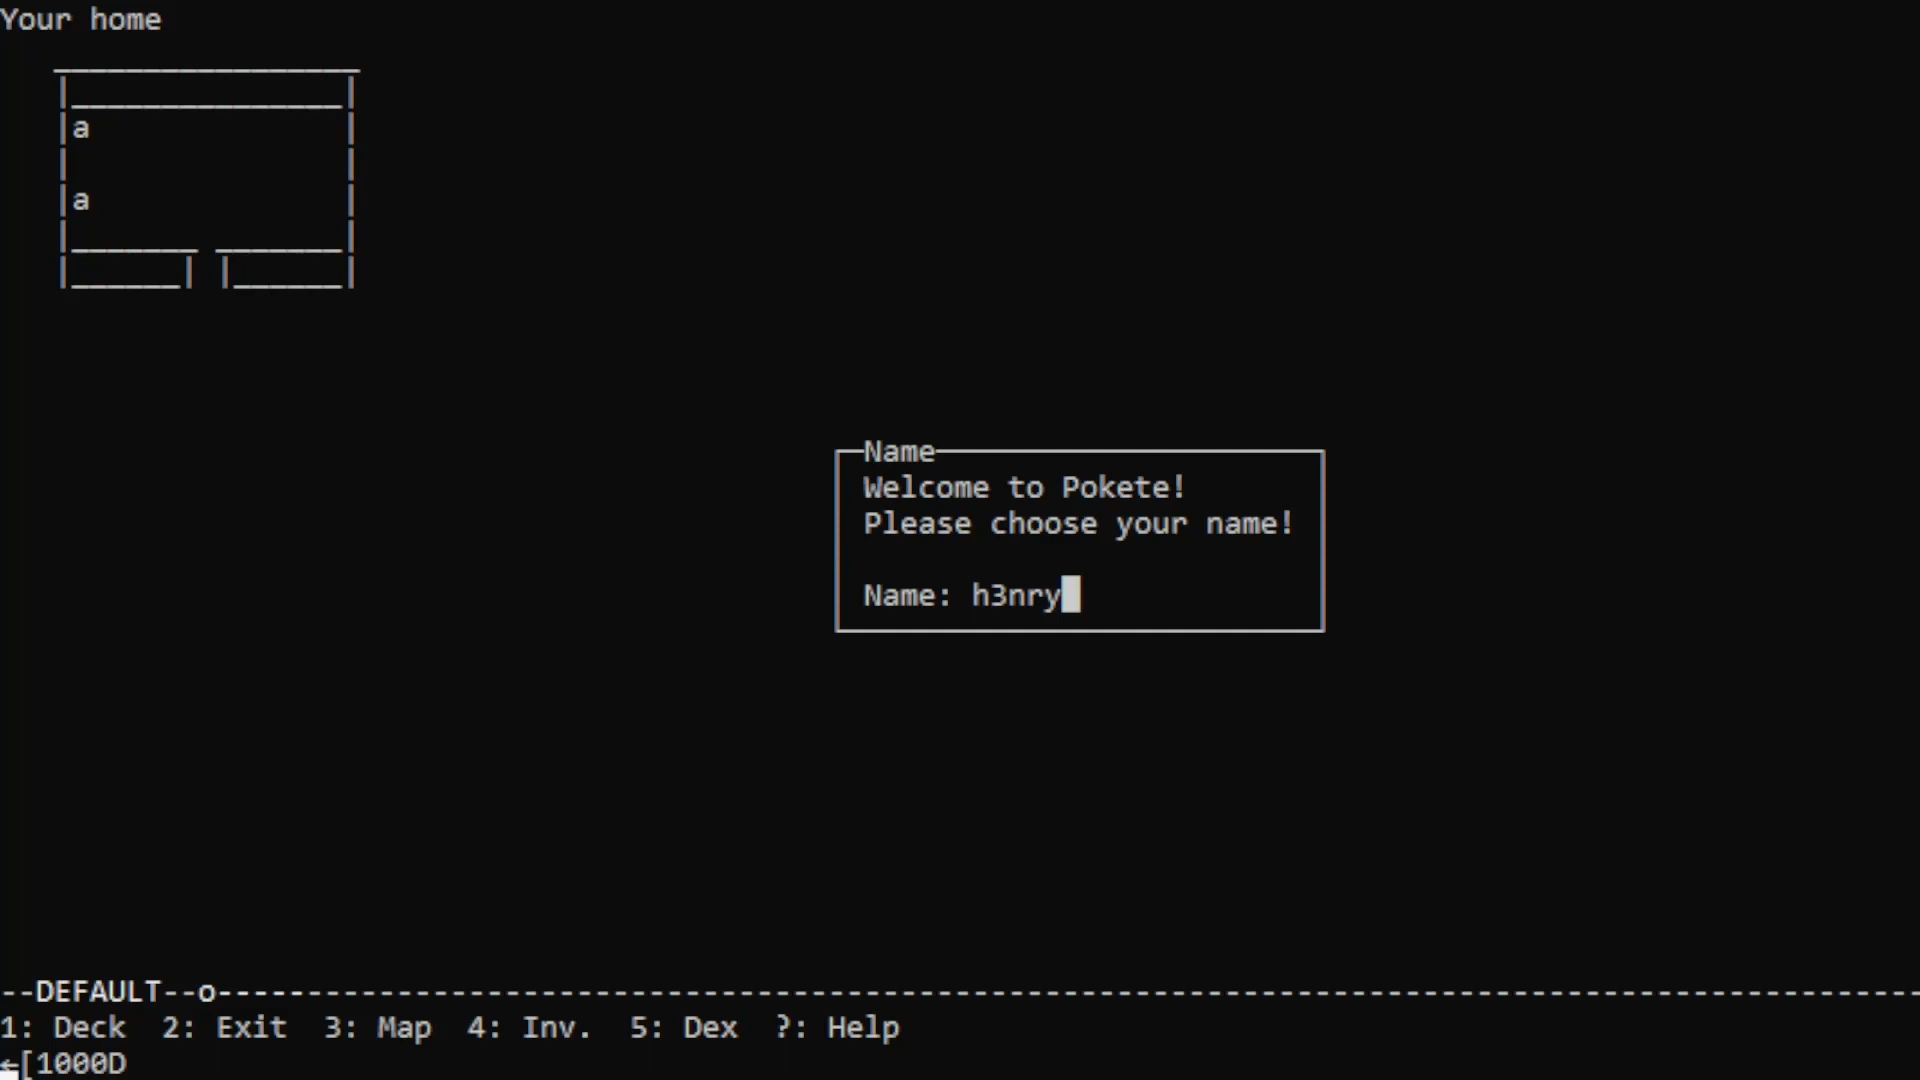 Your home
a
a
Name
Welcome to Pokete!
Please choose your name!
Name: h3nry
--DEFAULT--o-----------------------------------------------------------------------------------------------
1: Deck  2: Exit  3: Map  4: Inv.  5: Dex  ?: Help
←[1000D